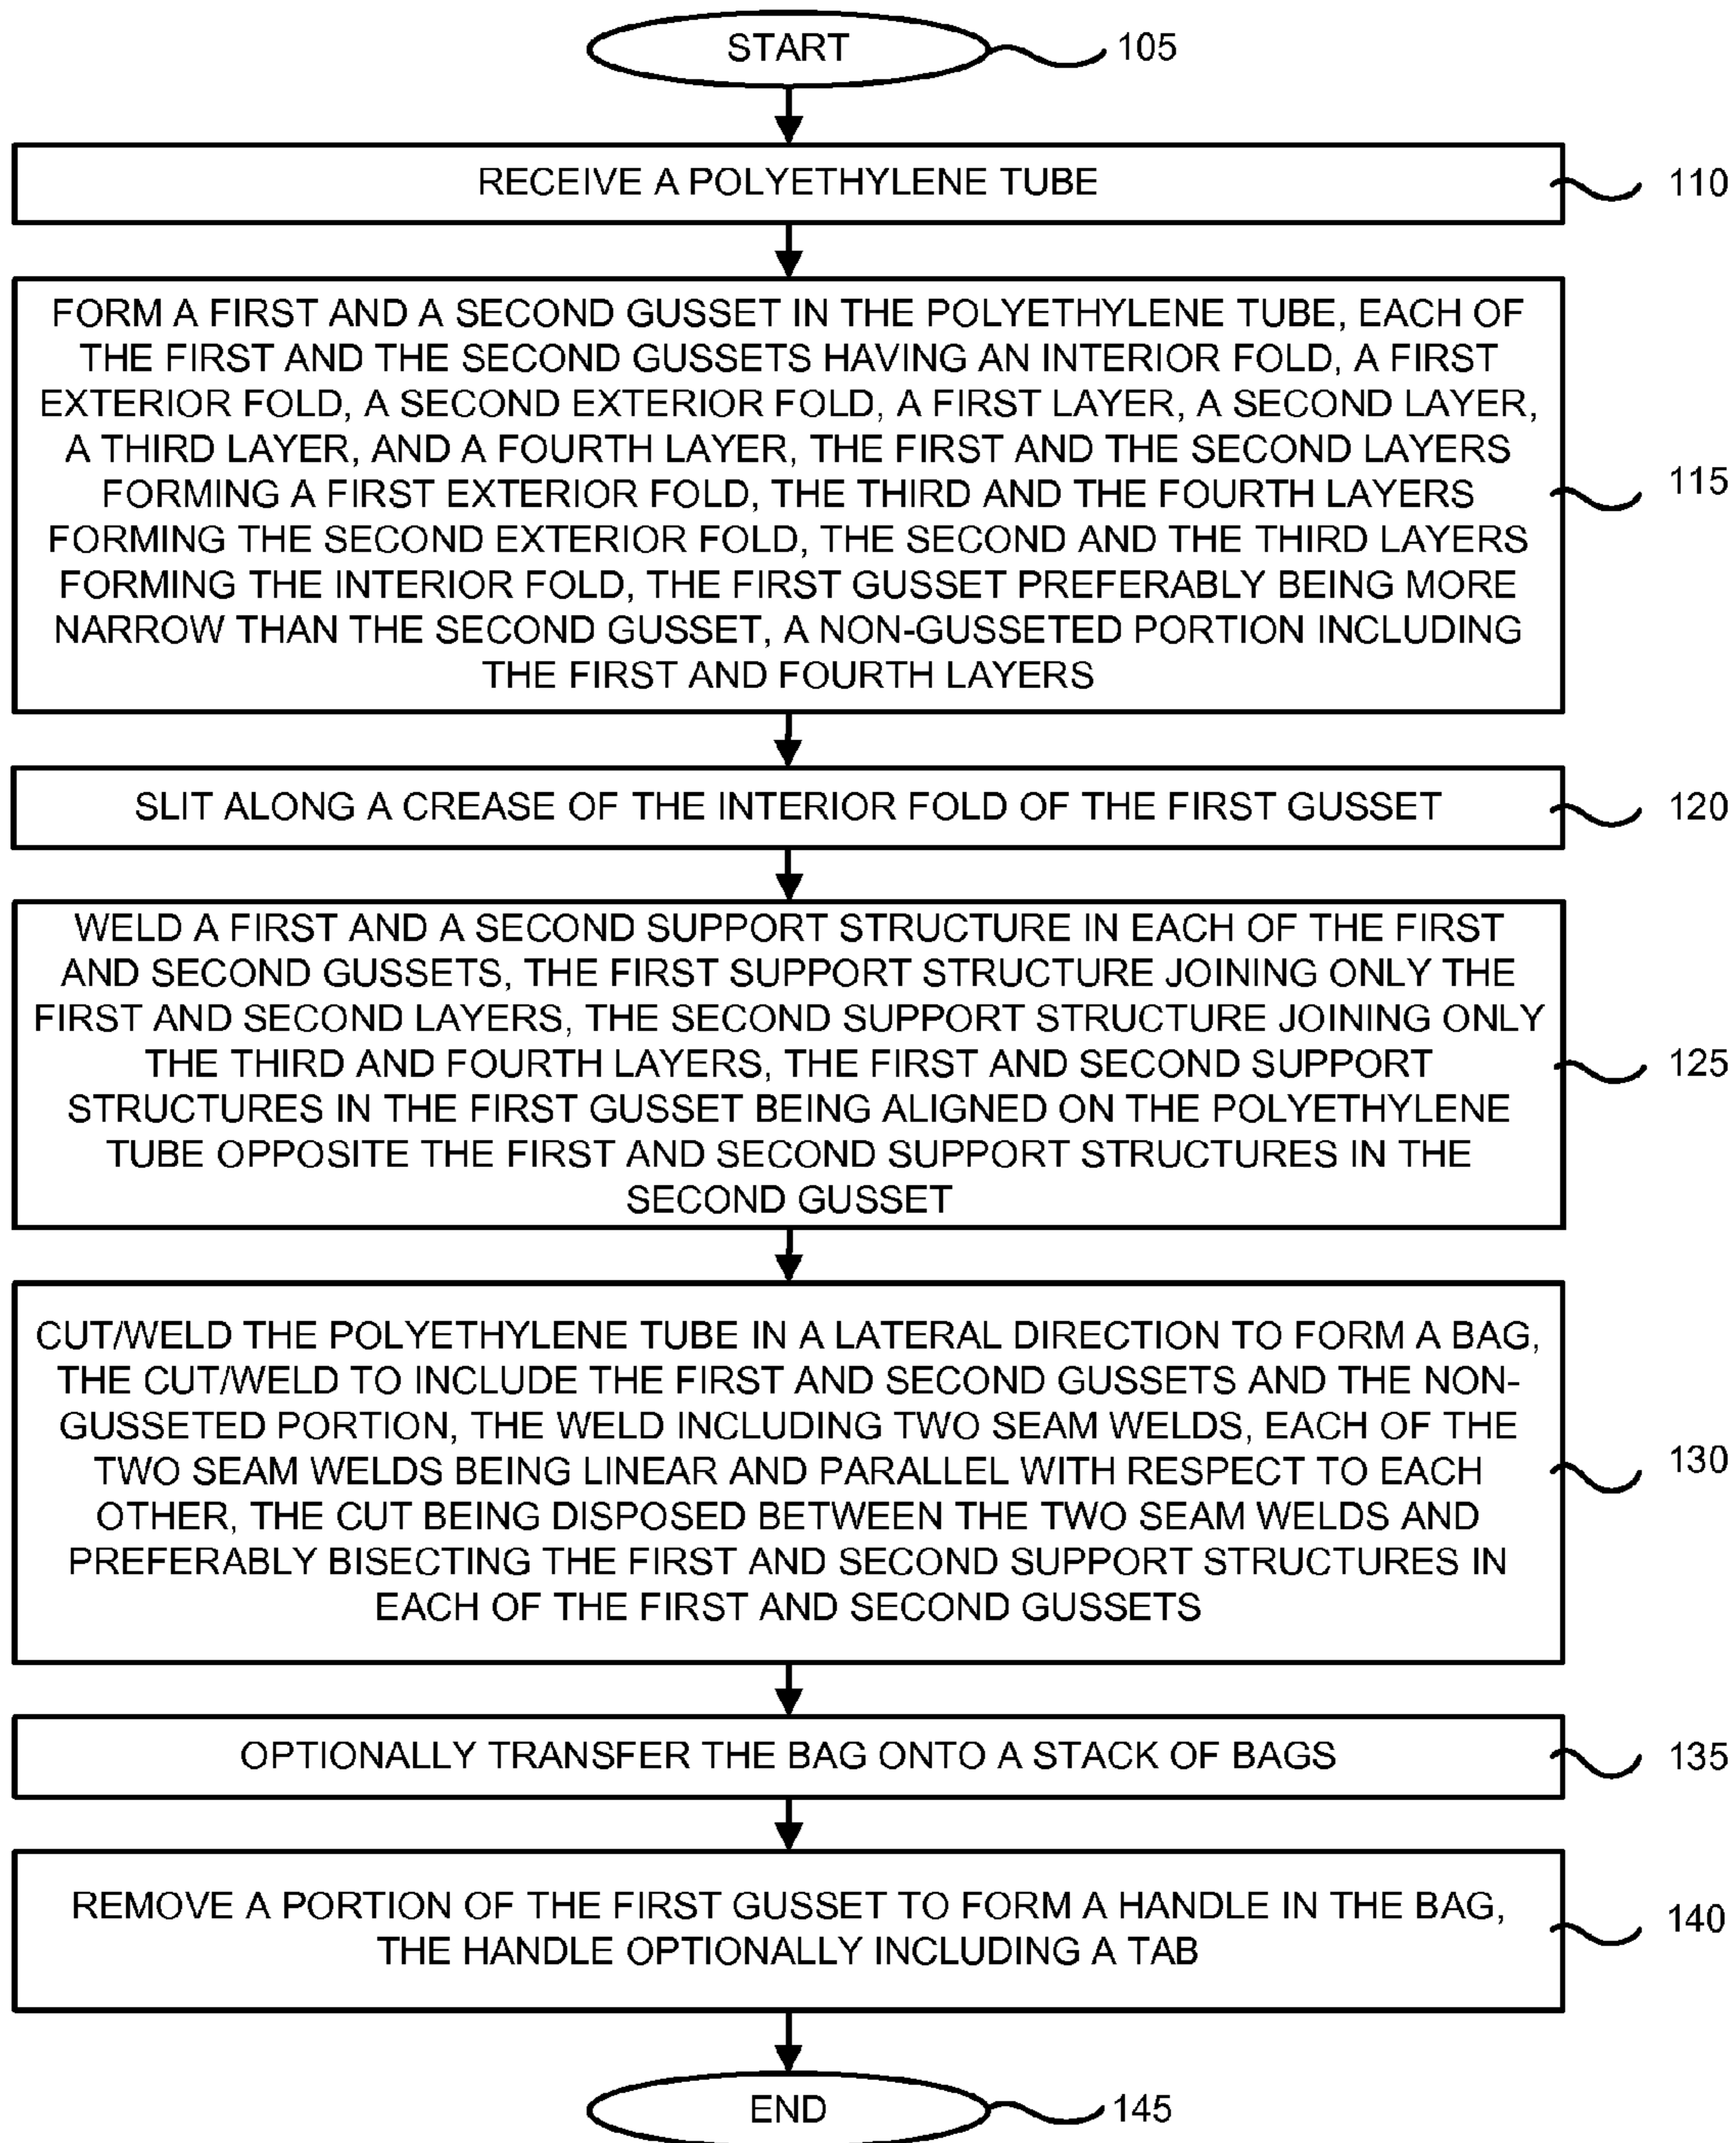 START
105
RECEIVE A POLYETHYLENE TUBE
110
FORM A FIRST AND A SECOND GUSSET IN THE POLYETHYLENE TUBE, EACH OF
THE FIRST AND THE SECOND GUSSETS HAVING AN INTERIOR FOLD, A FIRST
EXTERIOR FOLD, A SECOND EXTERIOR FOLD, A FIRST LAYER, A SECOND LAYER,
A THIRD LAYER, AND A FOURTH LAYER, THE FIRST AND THE SECOND LAYERS
FORMING A FIRST EXTERIOR FOLD, THE THIRD AND THE FOURTH LAYERS
FORMING THE SECOND EXTERIOR FOLD, THE SECOND AND THE THIRD LAYERS
FORMING THE INTERIOR FOLD, THE FIRST GUSSET PREFERABLY BEING MORE
NARROW THAN THE SECOND GUSSET, A NON-GUSSETED PORTION INCLUDING
THE FIRST AND FOURTH LAYERS
115
SLIT ALONG A CREASE OF THE INTERIOR FOLD OF THE FIRST GUSSET
120
WELD A FIRST AND A SECOND SUPPORT STRUCTURE IN EACH OF THE FIRST
AND SECOND GUSSETS, THE FIRST SUPPORT STRUCTURE JOINING ONLY THE
FIRST AND SECOND LAYERS, THE SECOND SUPPORT STRUCTURE JOINING ONLY
THE THIRD AND FOURTH LAYERS, THE FIRST AND SECOND SUPPORT
STRUCTURES IN THE FIRST GUSSET BEING ALIGNED ON THE POLYETHYLENE
TUBE OPPOSITE THE FIRST AND SECOND SUPPORT STRUCTURES IN THE
SECOND GUSSET
125
CUT/WELD THE POLYETHYLENE TUBE IN A LATERAL DIRECTION TO FORM A BAG,
THE CUT/WELD TO INCLUDE THE FIRST AND SECOND GUSSETS AND THE NON-
GUSSETED PORTION, THE WELD INCLUDING TWO SEAM WELDS, EACH OF THE
TWO SEAM WELDS BEING LINEAR AND PARALLEL WITH RESPECT TO EACH
OTHER, THE CUT BEING DISPOSED BETWEEN THE TWO SEAM WELDS AND
PREFERABLY BISECTING THE FIRST AND SECOND SUPPORT STRUCTURES IN
EACH OF THE FIRST AND SECOND GUSSETS
130
OPTIONALLY TRANSFER THE BAG ONTO A STACK OF BAGS
135
REMOVE A PORTION OF THE FIRST GUSSET TO FORM A HANDLE IN THE BAG,
THE HANDLE OPTIONALLY INCLUDING A TAB
140
END
145